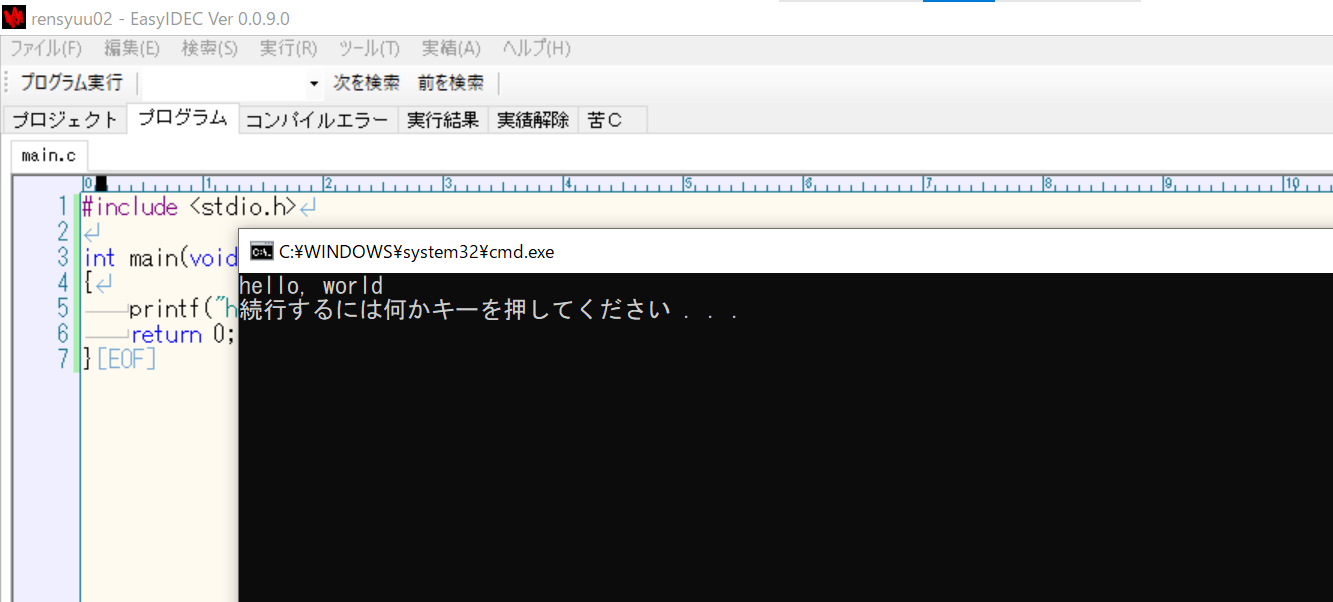 rensyuu02 - EasyIDEC Ver 0.0.9.0
ファイル(F) 編集(E) 検索(S) 実行(R) ツール(T) 実績(A) ヘルプ(H)
プログラム実行 次を検索 前を検索
プロジェクト プログラム コンパイルエラー 実行結果 実績解除 苦C
main.c
0 1 2 3 4 5 6 7 8 9 10
1 #include <stdio.h>
2
3 int main(void
4 {
5 printf("h
6 return 0;
7 }[EOF]
C:¥WINDOWS¥system32¥cmd.exe
hello, world
続行するには何かキーを押してください . . .